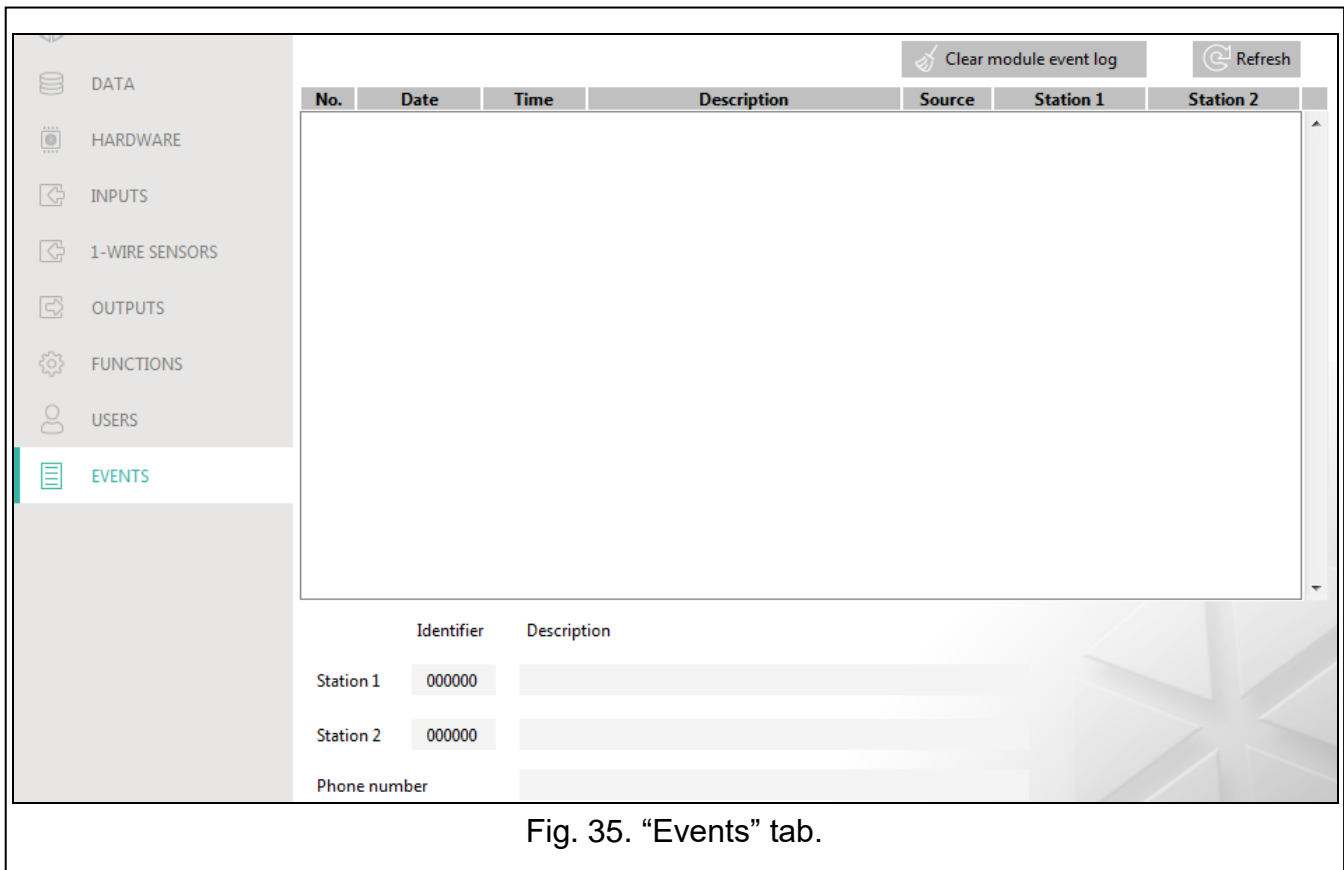 Clear module event log Refresh
DATA
No. Date Time Description Source Station 1 Station 2
HARDWARE
INPUTS
1-WIRE SENSORS
OUTPUTS
FUNCTIONS
USERS
EVENTS
Identifier Description
Station 1 000000
Station 2 000000
Phone number
Fig. 35. “Events” tab.